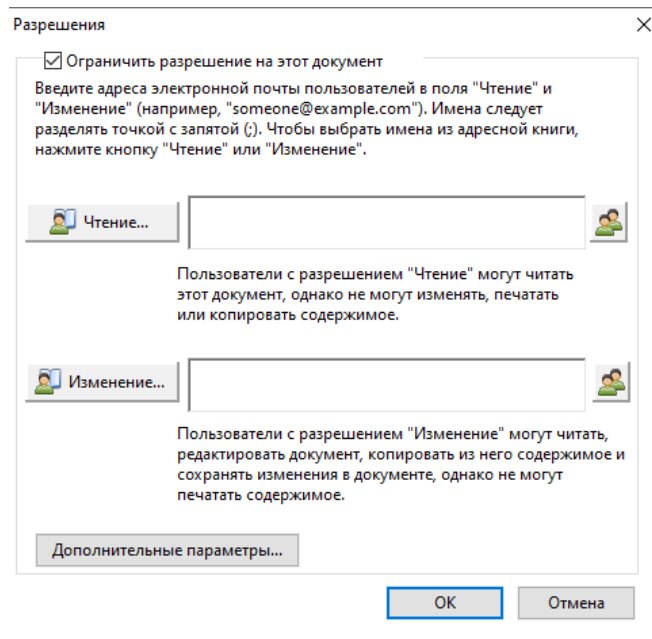 Разрешения
Ограничить разрешение на этот документ
Введите адреса электронной почты пользователей в поля "Чтение" и
"Изменение" (например, "someone@example.com"). Имена следует
разделять точкой с запятой (;). Чтобы выбрать имена из адресной книги,
нажмите кнопку "Чтение" или "Изменение".
Чтение...
Пользователи с разрешением "Чтение" могут читать
этот документ, однако не могут изменять, печатать
или копировать содержимое.
Изменение...
Пользователи с разрешением "Изменение" могут читать,
редактировать документ, копировать из него содержимое и
сохранять изменения в документе, однако не могут
печатать содержимое.
Дополнительные параметры...
ОК Отмена